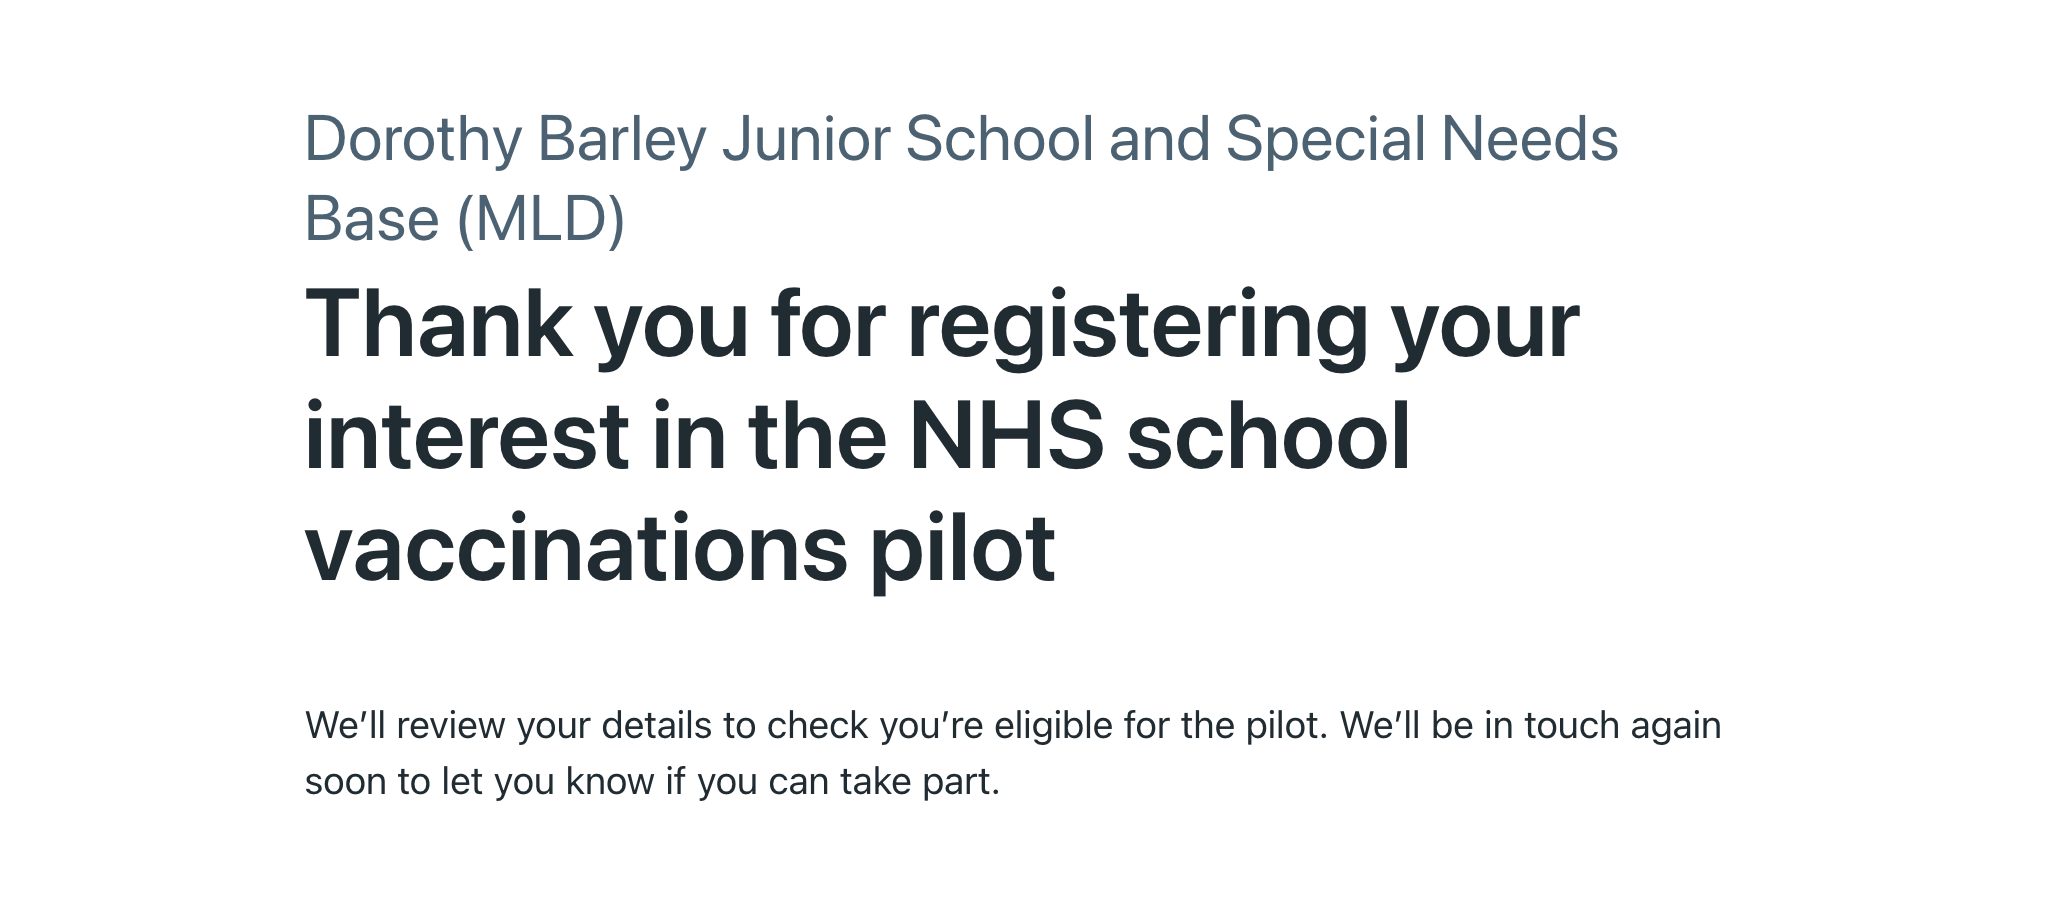 Dorothy Barley Junior School and Special Needs
Base (MLD)
Thank you for registering your
interest in the NHS school
vaccinations pilot
We’ll review your details to check you’re eligible for the pilot. We’ll be in touch again
soon to let you know if you can take part.